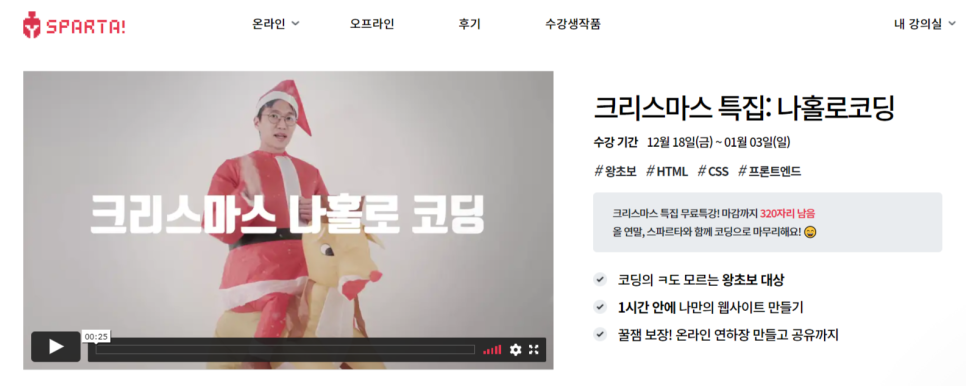 SPARTA!
온라인
오프라인
후기
수강생작품
내 강의실
크리스마스 나홀로 코딩
00:25
크리스마스 특집: 나홀로코딩
수강 기간 12월 18일(금) ~ 01월 03일(일)
#왕초보 #HTML #CSS #프론트엔드
크리스마스 특집 무료특강! 마감까지 320자리 남음
올 연말, 스파르타와 함께 코딩으로 마무리해요! 😄
코딩의 ㅋ도 모르는 왕초보 대상
1시간 안에 나만의 웹사이트 만들기
꿀잼 보장! 온라인 연하장 만들고 공유까지